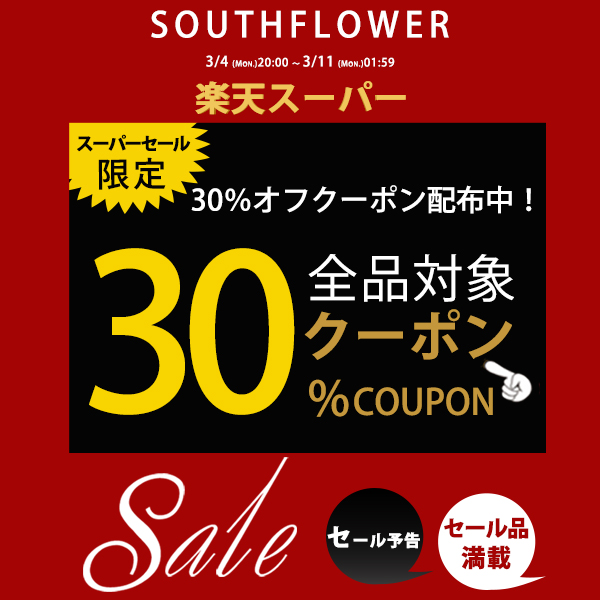 SOUTHFLOWER
3/4 (MON.)20:00 ~ 3/11 (MON.)01:59
楽天スーパー
スーパーセール
限定
30%オフクーポン配布中！
30
全品対象
クーポン
%COUPON
Sale
セール予告
セール品
満載